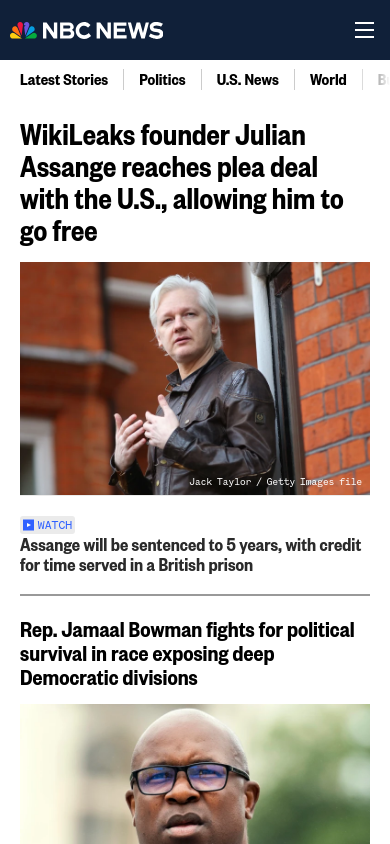 NBC NEWS
Latest Stories
Politics
U.S. News
World
WikiLeaks founder Julian
Assange reaches plea deal
with the U.S., allowing him to
go free
Jack Taylor / Getty Images file
WATCH
Assange will be sentenced to 5 years, with credit
for time served in a British prison
Rep. Jamaal Bowman fights for political
survival in race exposing deep
Democratic divisions